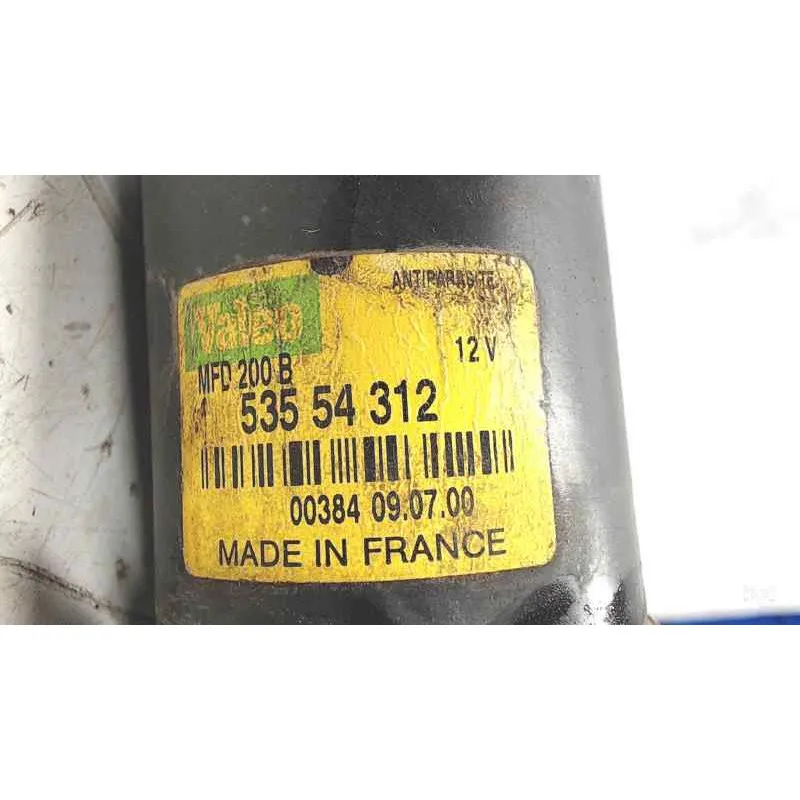 Valeo
ANTIPARASITE
MFD 200 B
12 V
535 54 312
00384 09.07.00
MADE IN FRANCE